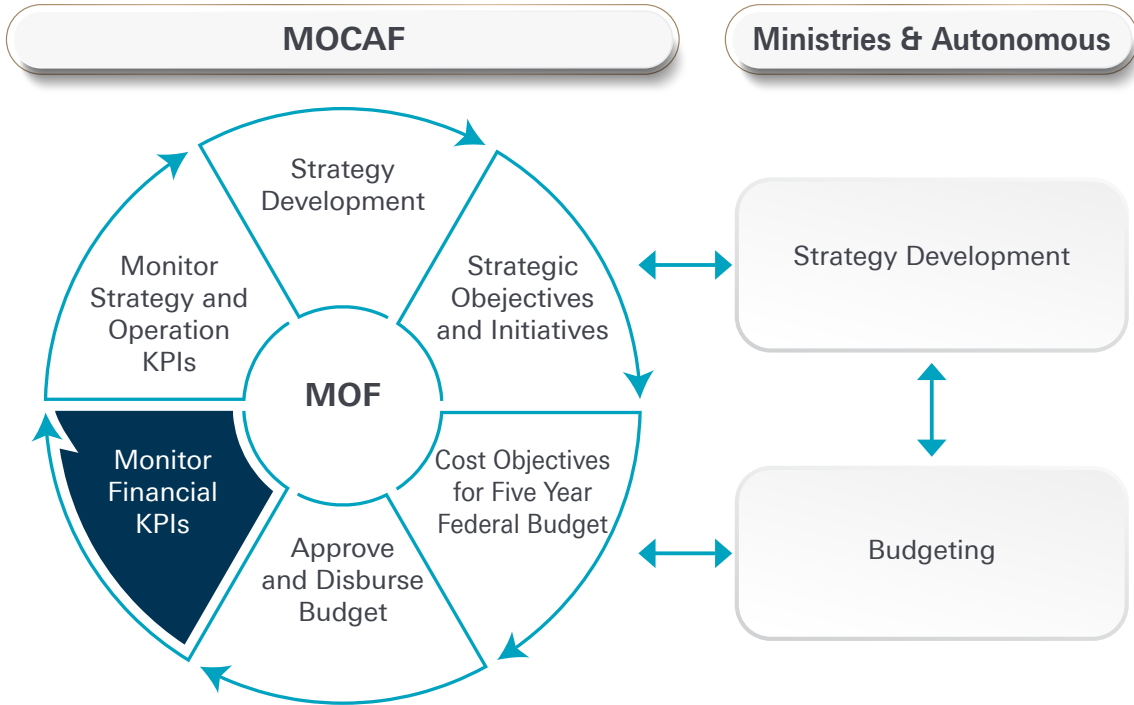 MOCAF
Ministries & Autonomous
Strategy
Development
Monitor
Strategy and
Operation
KPIs
Strategic
Obejectives
and Initiatives
Strategy Development
MOF
Monitor
Financial
KPIs
Cost Objectives
for Five Year
Federal Budget
Approve
and Disburse
Budget
Budgeting